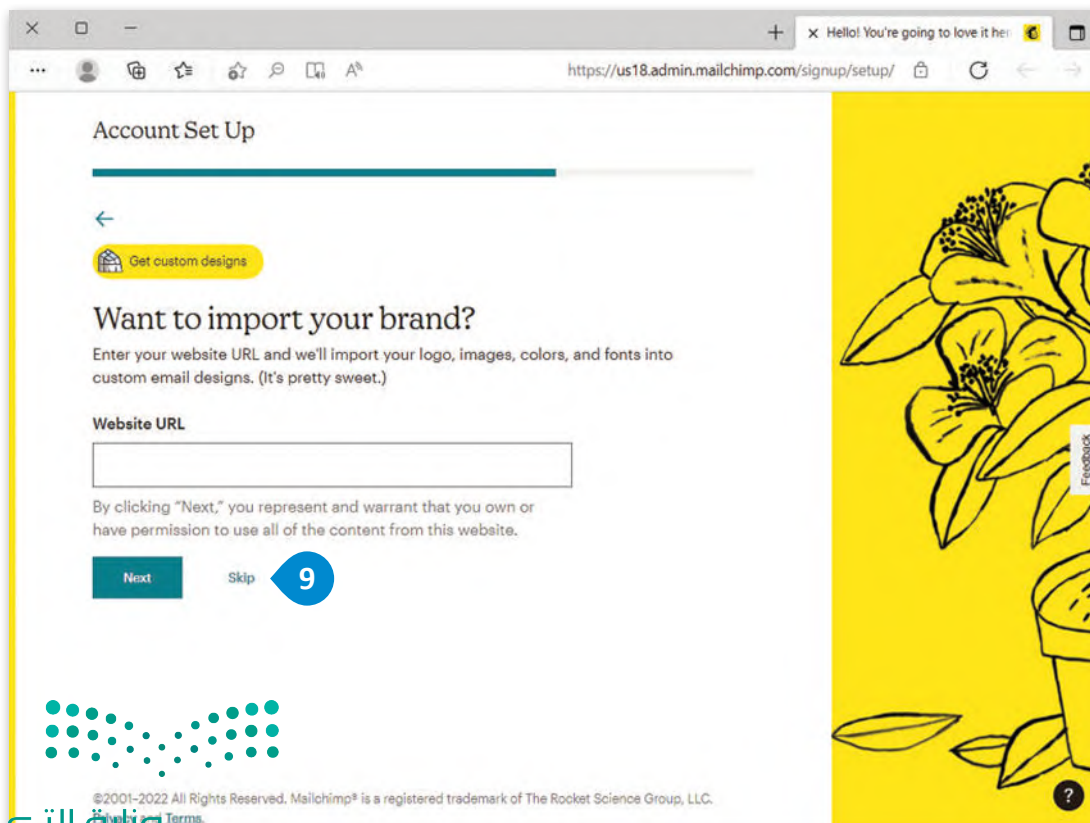 Hello! You're going to love it her
https://us18.admin.mailchimp.com/signup/setup/
Account Set Up
Get custom designs
Want to import your brand?
Enter your website URL and we'll import your logo, images, colors, and fonts into
custom email designs. (It's pretty sweet.)
Website URL
By clicking "Next," you represent and warrant that you own or
have permission to use all of the content from this website.
Next
Skip
9
Feedback
?
©2001-2022 All Rights Reserved. Mailchimp® is a registered trademark of The Rocket Science Group, LLC.
Privacy and Terms.